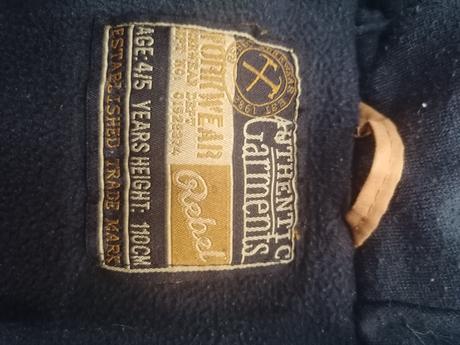 AUTHENTIC
Garments
WORKWEAR
Rebel
AGE: 4/5 YEARS HEIGHT: 110CM
ESTABLISHED TRADE MARK